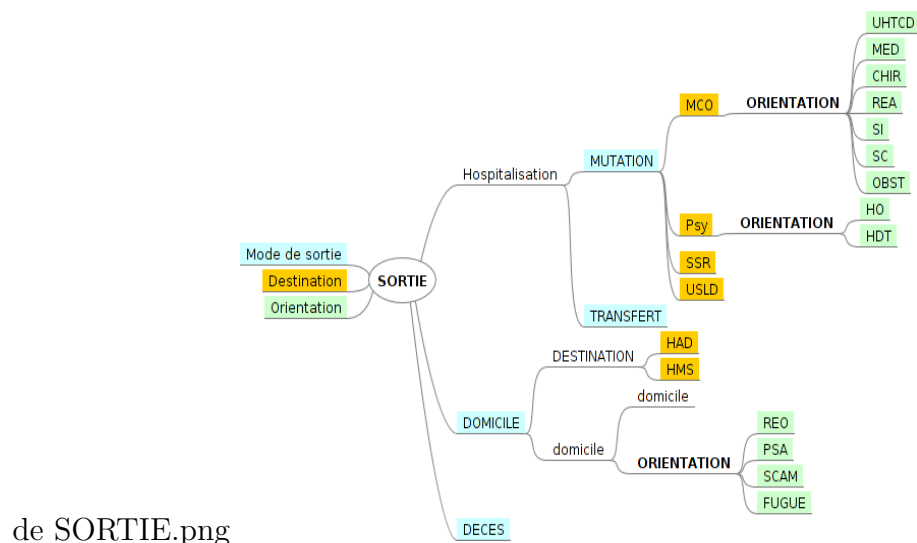 Mode de sortie
Destination
Orientation
SORTIE
Hospitalisation
MUTATION
MCO
ORIENTATION
UHTCD
MED
CHIR
REA
SI
SC
OBST
Psy
ORIENTATION
HO
HDT
SSR
USLD
TRANSFERT
DOMICILE
DESTINATION
HAD
HMS
domicile
domicile
ORIENTATION
REO
PSA
SCAM
FUGUE
DECES
de SORTIE.png